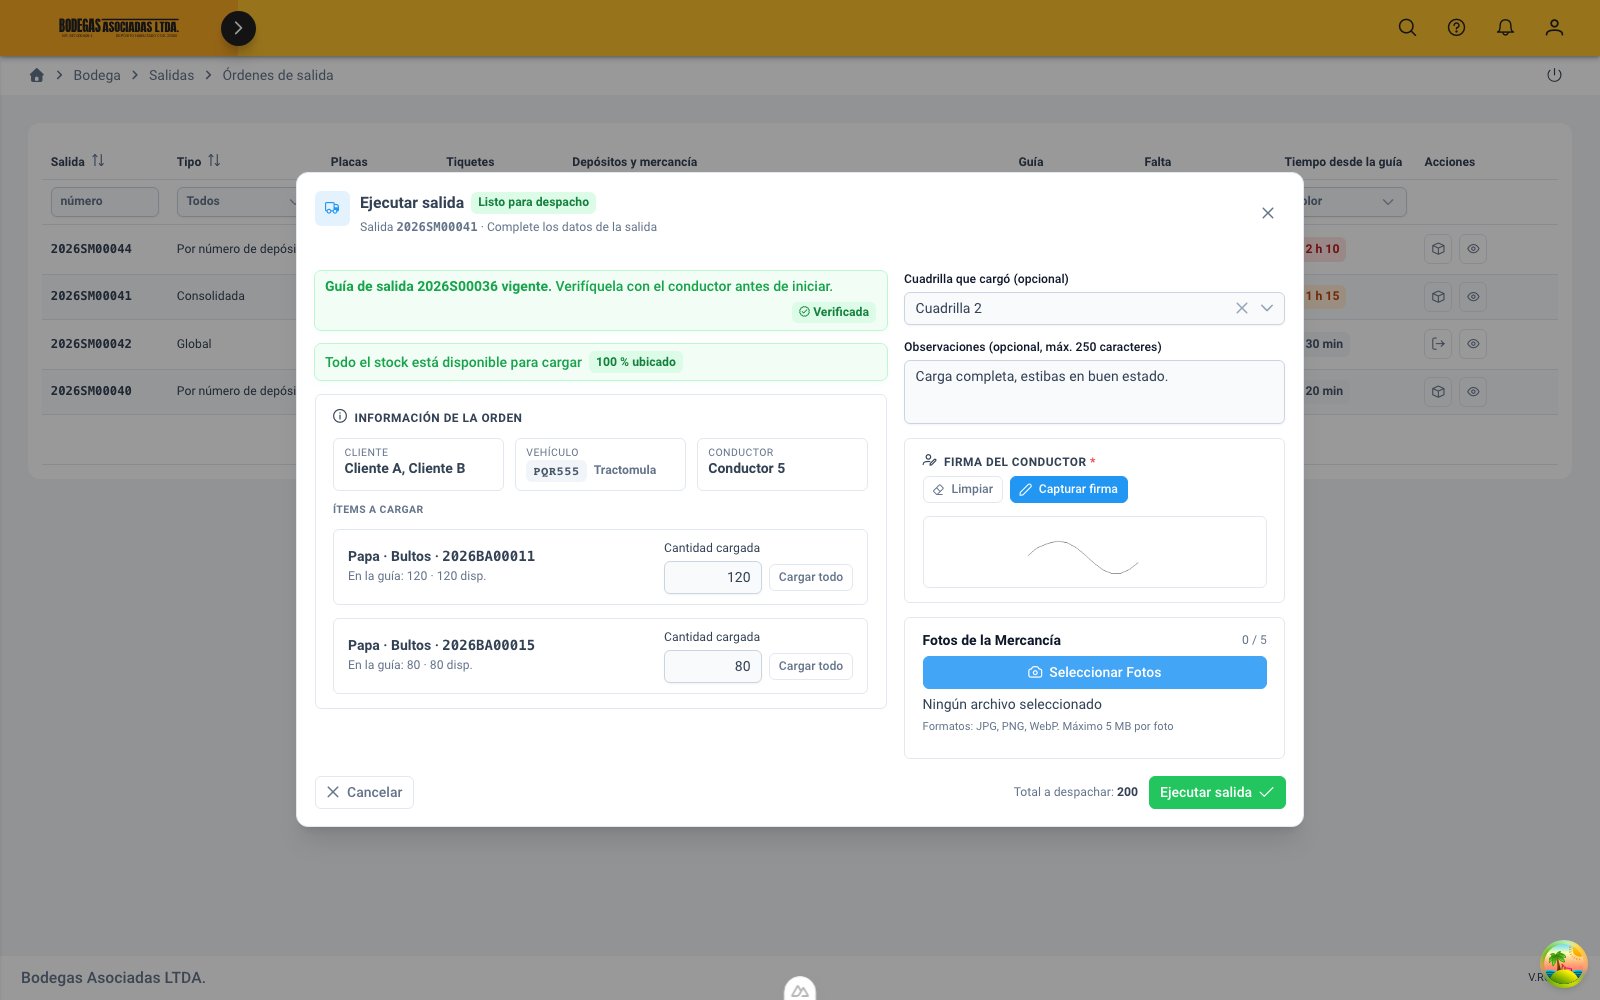 BODEGAS ASOCIADAS LTDA.
Bodega
Salidas
Órdenes de salida
Salida
Tipo
Placas
Tiquetes
Depósitos y mercancía
Guía
Falta
Tiempo desde la guía
Acciones
número
Todos
olor
2026SM00044
Por número de depósi
2 h 10
2026SM00041
Consolidada
1 h 15
2026SM00042
Global
30 min
2026SM00040
Por número de depósi
20 min
Ejecutar salida
Listo para despacho
Salida 2026SM00041 · Complete los datos de la salida
Guía de salida 2026S00036 vigente. Verifíquela con el conductor antes de iniciar.
Verificada
Todo el stock está disponible para cargar
100 % ubicado
INFORMACIÓN DE LA ORDEN
CLIENTE
Cliente A, Cliente B
VEHÍCULO
PQR555 Tractomula
CONDUCTOR
Conductor 5
ÍTEMS A CARGAR
Papa · Bultos · 2026BA00011
En la guía: 120 · 120 disp.
Cantidad cargada
120
Cargar todo
Papa · Bultos · 2026BA00015
En la guía: 80 · 80 disp.
Cantidad cargada
80
Cargar todo
Cuadrilla que cargó (opcional)
Cuadrilla 2
Observaciones (opcional, máx. 250 caracteres)
Carga completa, estibas en buen estado.
FIRMA DEL CONDUCTOR *
Limpiar
Capturar firma
Fotos de la Mercancía
0 / 5
Seleccionar Fotos
Ningún archivo seleccionado
Formatos: JPG, PNG, WebP. Máximo 5 MB por foto
Cancelar
Total a despachar: 200
Ejecutar salida
Bodegas Asociadas LTDA.